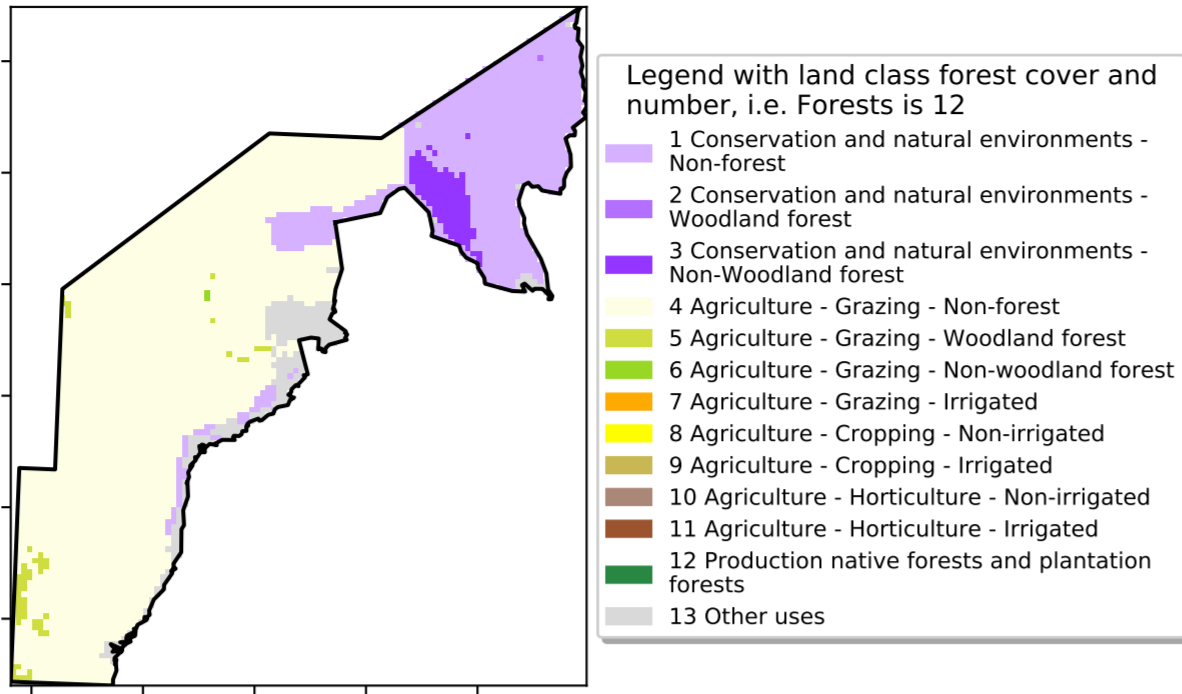 Legend with land class forest cover and
number, i.e. Forests is 12
1 Conservation and natural environments -
Non-forest
2 Conservation and natural environments -
Woodland forest
3 Conservation and natural environments -
Non-Woodland forest
4 Agriculture - Grazing - Non-forest
5 Agriculture - Grazing - Woodland forest
6 Agriculture - Grazing - Non-woodland forest
7 Agriculture - Grazing - Irrigated
8 Agriculture - Cropping - Non-irrigated
9 Agriculture - Cropping - Irrigated
10 Agriculture - Horticulture - Non-irrigated
11 Agriculture - Horticulture - Irrigated
12 Production native forests and plantation
forests
13 Other uses